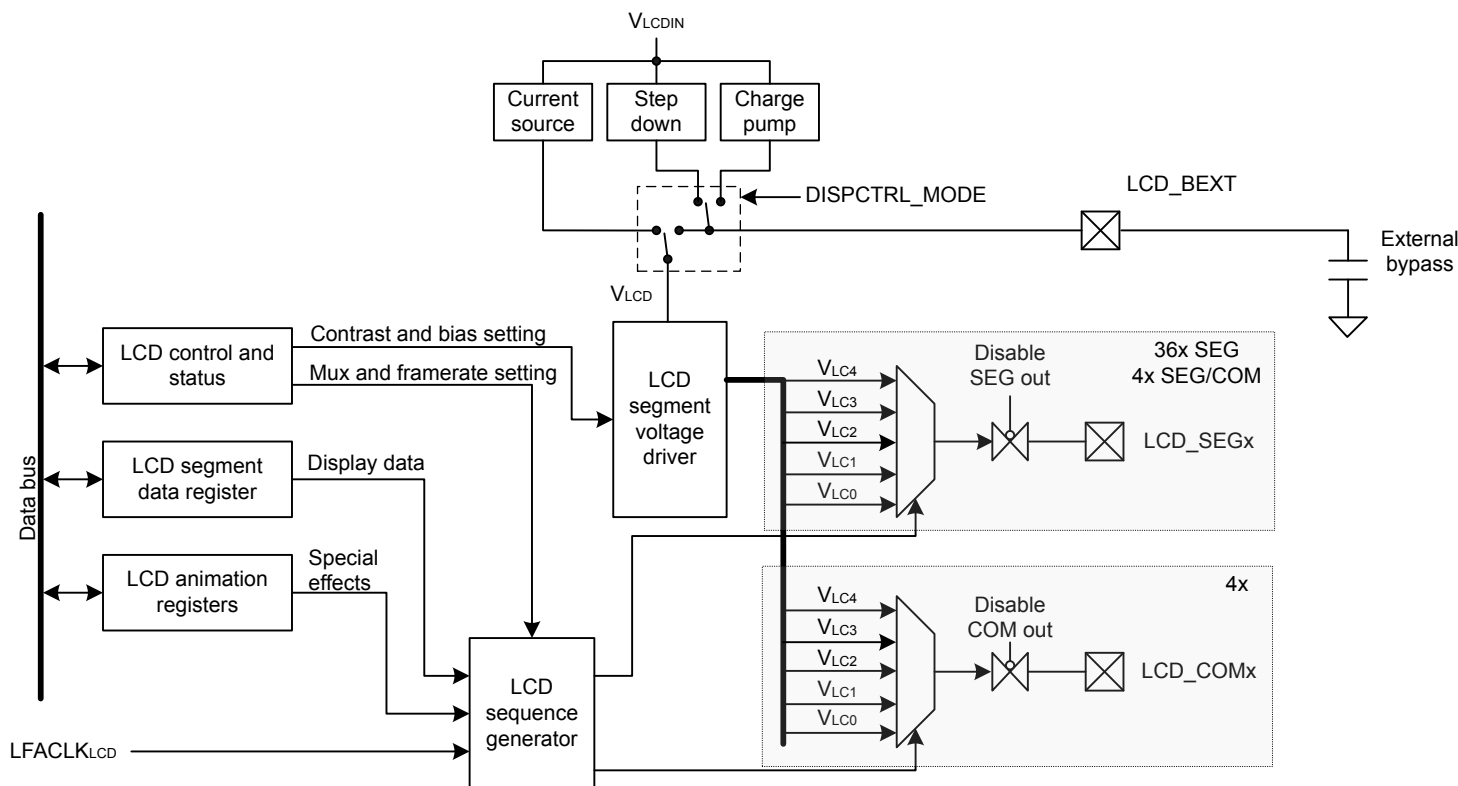 VLCDIN
Current
source
Step
down
Charge
pump
DISPCTRL_MODE
LCD_BEXT
External
bypass
VLCD
Data bus
LCD control and
status
Contrast and bias setting
Mux and framerate setting
LCD
segment
voltage
driver
36x SEG
4x SEG/COM
VLC4
VLC3
VLC2
VLC1
VLC0
Disable
SEG out
LCD_SEGx
LCD segment
data register
Display data
LCD animation
registers
Special
effects
4x
VLC4
VLC3
VLC2
VLC1
VLC0
Disable
COM out
LCD_COMx
LCD
sequence
generator
LFACLKLCD